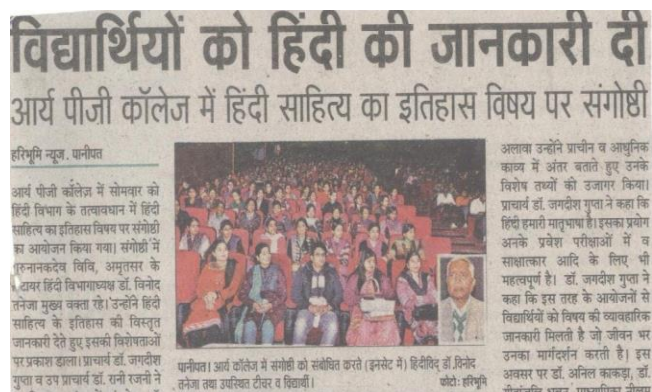 विद्यार्थियों को हिंदी की जानकारी दी
आर्य पीजी कॉलेज में हिंदी साहित्य का इतिहास विषय पर संगोष्ठी
हरिभूमि न्यूज. पानीपत
आर्य पीजी कॉलेज में सोमवार को
हिंदी विभाग के तत्वावधान में हिंदी
साहित्य का इतिहास विषय पर संगोष्ठी
का आयोजन किया गया। संगोष्ठी में
गुरुनानकदेव विवि, अमृतसर के
रिटायर हिंदी विभागाध्यक्ष डॉ. विनोद
तनेजा मुख्य वक्ता रहे। उन्होंने हिंदी
साहित्य के इतिहास की विस्तृत
जानकारी देते हुए इसकी विशेषताओं
पर प्रकाश डाला। प्राचार्य डॉ. जगदीश
गुप्ता व उप प्राचार्य डॉ. रानी रजनी ने
पानीपत। आर्य कॉलेज में संगोष्ठी को संबोधित करते (इनसेट में) हिंदीविद् डॉ. विनोद
तनेजा तथा उपस्थित टीचर व विद्यार्थी।
फोटो: हरिभूमि
अलावा उन्होंने प्राचीन व आधुनिक
काव्य में अंतर बताते हुए उनके
विशेष तथ्यों की उजागर किया।
प्राचार्य डॉ. जगदीश गुप्ता ने कहा कि
हिंदी हमारी मातृभाषा है। इसका प्रयोग
अनके प्रवेश परीक्षाओं में व
साक्षात्कार आदि के लिए भी
महत्वपूर्ण है। डॉ. जगदीश गुप्ता ने
कहा कि इस तरह के आयोजनों से
विद्यार्थियों को विषय की व्यावहारिक
जानकारी मिलती है जो जीवन भर
उनका मार्गदर्शन करती है। इस
अवसर पर डॉ. अनिल काकड़ा, डॉ.